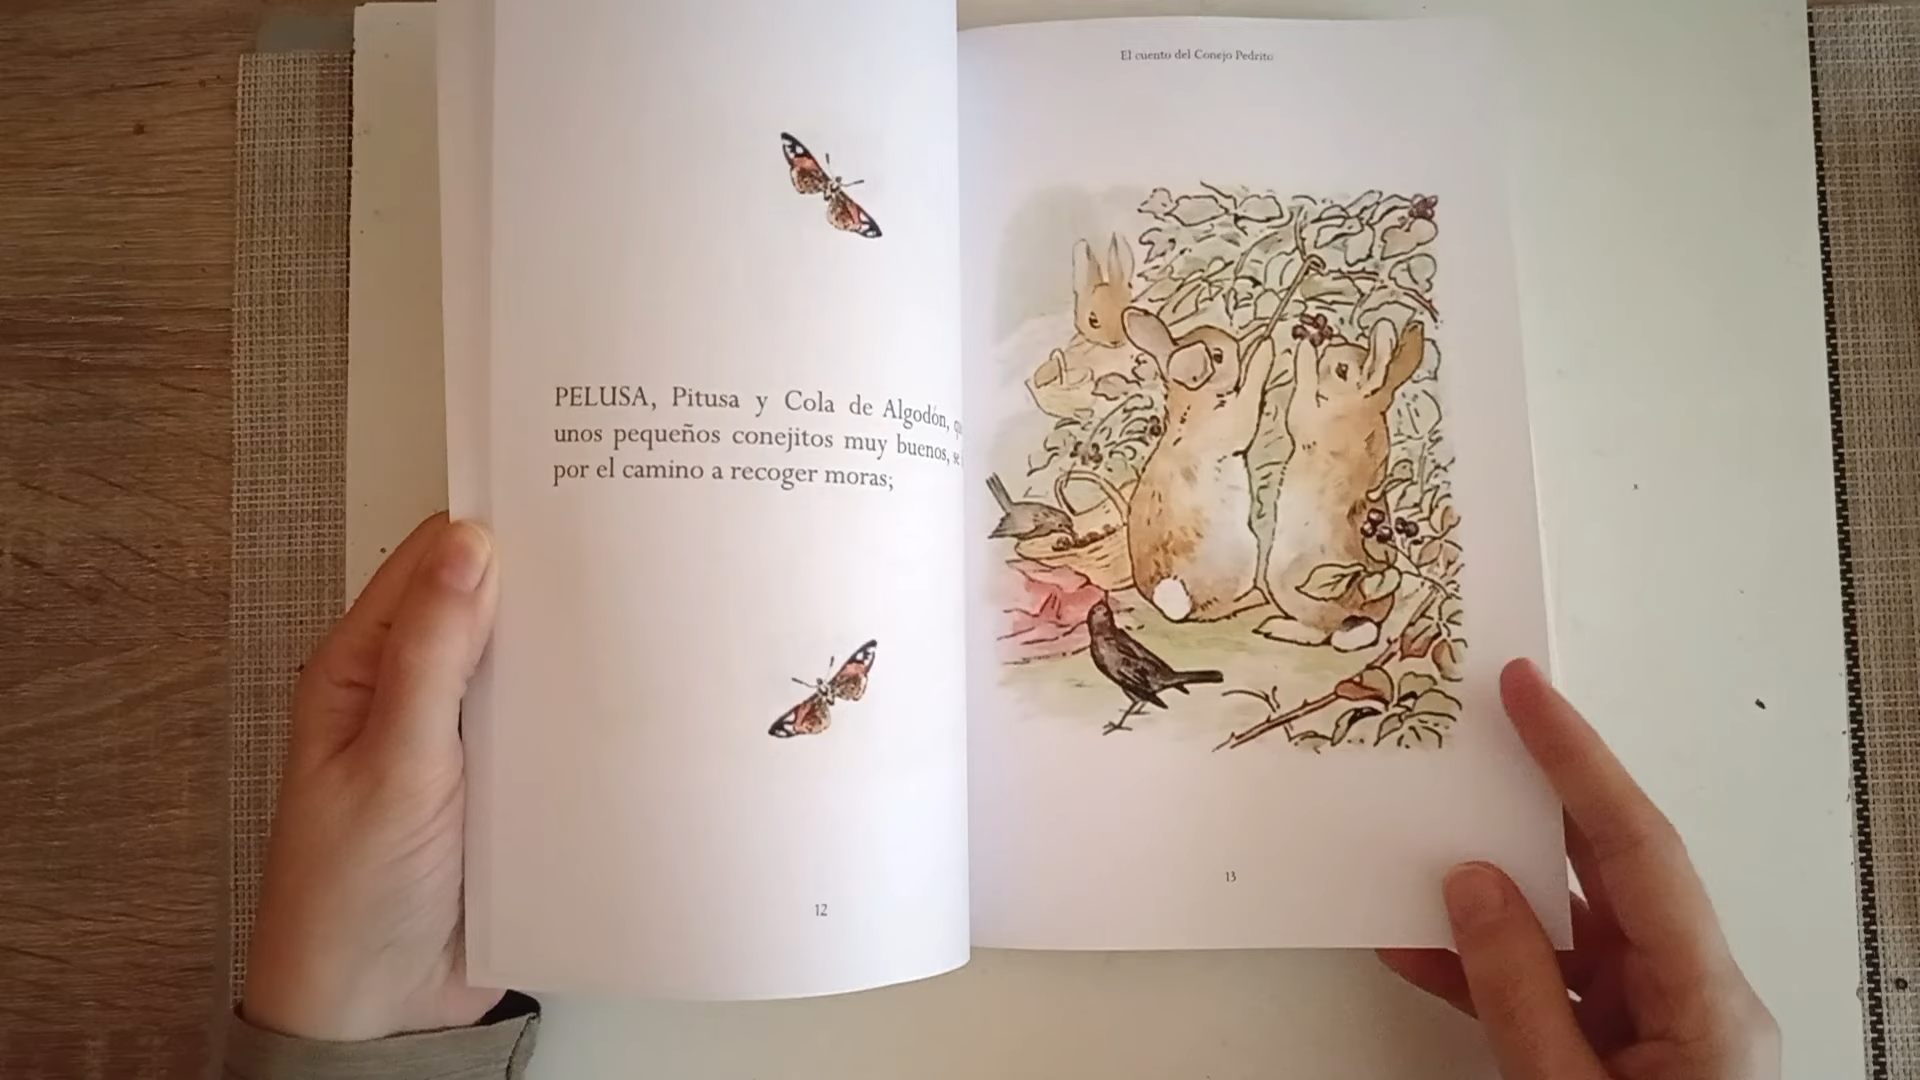 PELUSA, Pitusa y Cola de Algodón,
unos pequeños conejitos muy buenos, se
por el camino a recoger moras;
12
El cuento del Conejo Pedrito
13